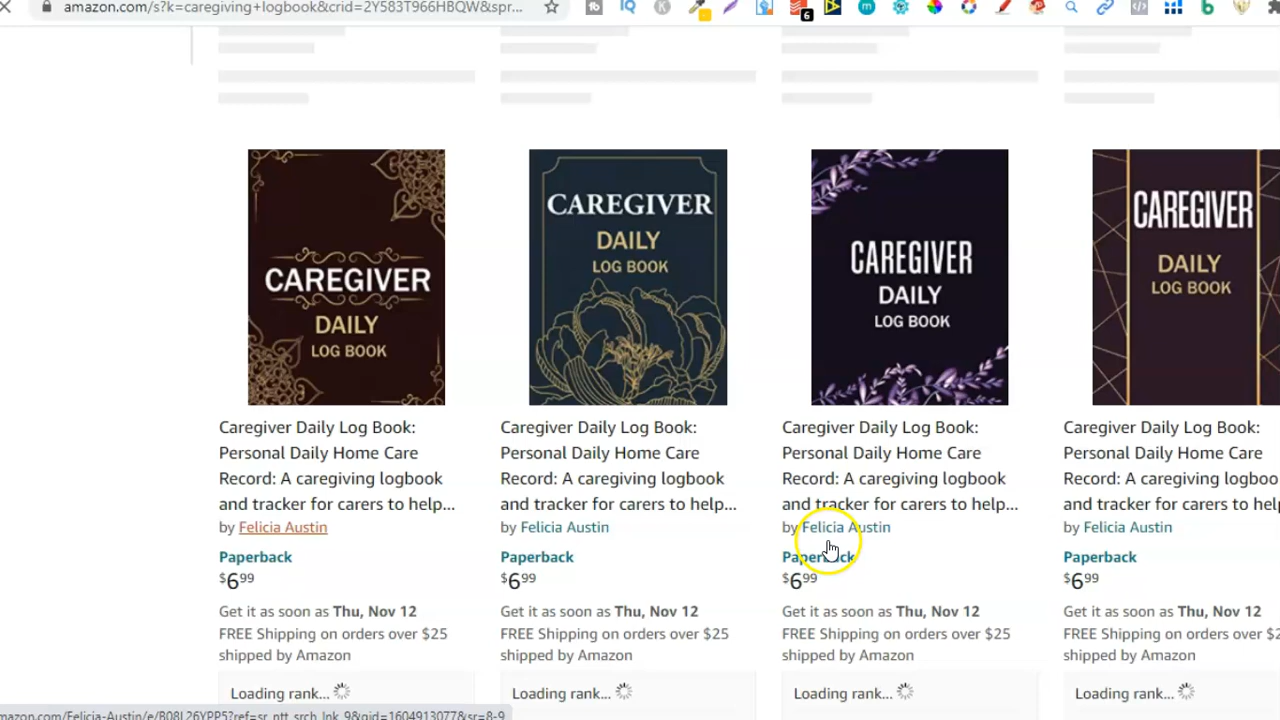 amazon.com/s?k=caregiving+logbook&crid=2Y583T966HBQW&spr...
6
CAREGIVER
DAILY
LOG BOOK
CAREGIVER
DAILY
LOG BOOK
CAREGIVER
DAILY
LOG BOOK
CAREGIVER
DAILY
LOG BOOK
Caregiver Daily Log Book:
Personal Daily Home Care
Record: A caregiving logbook
and tracker for carers to help...
by Felicia Austin
Paperback
$6 99
Get it as soon as Thu, Nov 12
FREE Shipping on orders over $25
shipped by Amazon
Loading rank...
Caregiver Daily Log Book:
Personal Daily Home Care
Record: A caregiving logbook
and tracker for carers to help...
by Felicia Austin
Paperback
$6 99
Get it as soon as Thu, Nov 12
FREE Shipping on orders over $25
shipped by Amazon
Loading rank...
Caregiver Daily Log Book:
Personal Daily Home Care
Record: A caregiving logbook
and tracker for carers to help...
by Felicia Austin
Paperback
$6 99
Get it as soon as Thu, Nov 12
FREE Shipping on orders over $25
shipped by Amazon
Loading rank...
Caregiver Daily Log Book:
Personal Daily Home Care
Record: A caregiving logboo
and tracker for carers to help
by Felicia Austin
Paperback
$6 99
Get it as soon as Thu, Nov 12
FREE Shipping on orders over $2
shipped by Amazon
Loading rank...